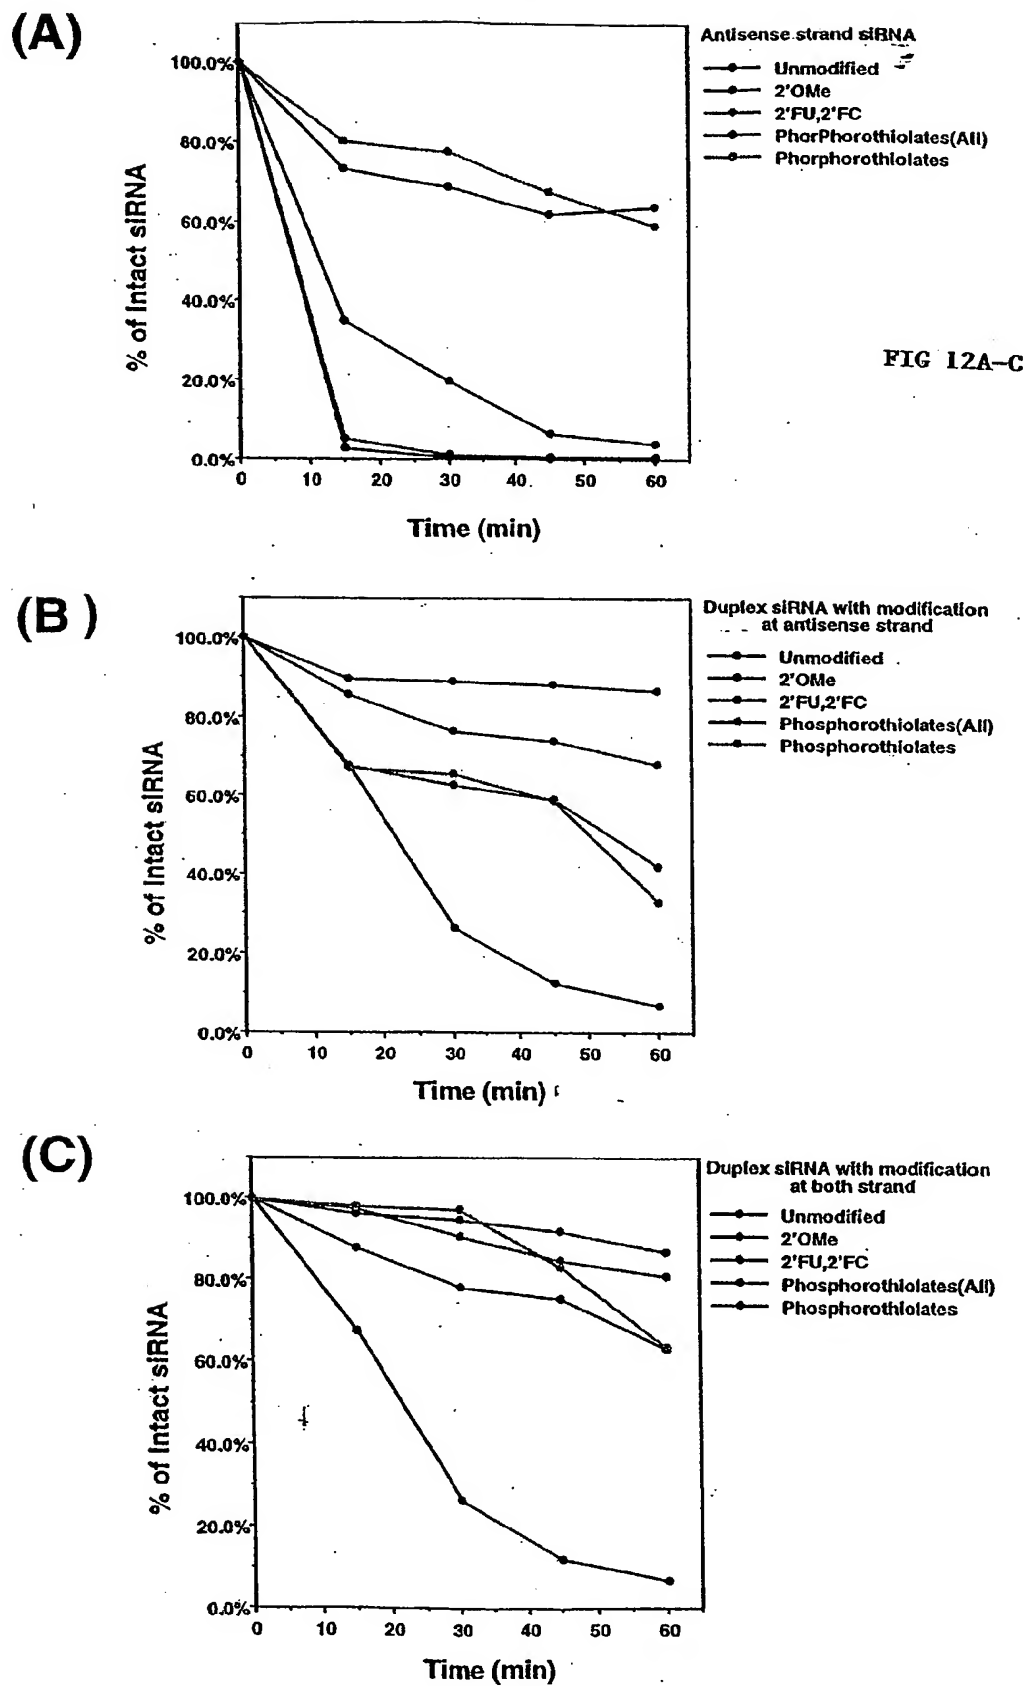 (A)
Antisense strand siRNA
Unmodified
2'OMe
2'FU,2'FC
PhorPhorothiolates(All)
Phorphorothiolates
100.0%
80.0%
60.0%
40.0%
20.0%
0.0%
% of Intact siRNA
0 10 20 30 40 50 60
Time (min)
FIG 12A-C
(B)
Duplex siRNA with modification
at antisense strand
Unmodified
2'OMe
2'FU,2'FC
Phosphorothiolates(All)
Phosphorothiolates
100.0%
80.0%
60.0%
40.0%
20.0%
0.0%
% of Intact siRNA
0 10 20 30 40 50 60
Time (min)
(C)
Duplex siRNA with modification
at both strand
Unmodified
2'OMe
2'FU,2'FC
Phosphorothiolates(All)
Phosphorothiolates
100.0%
80.0%
60.0%
40.0%
20.0%
0.0%
% of Intact siRNA
0 10 20 30 40 50 60
Time (min)